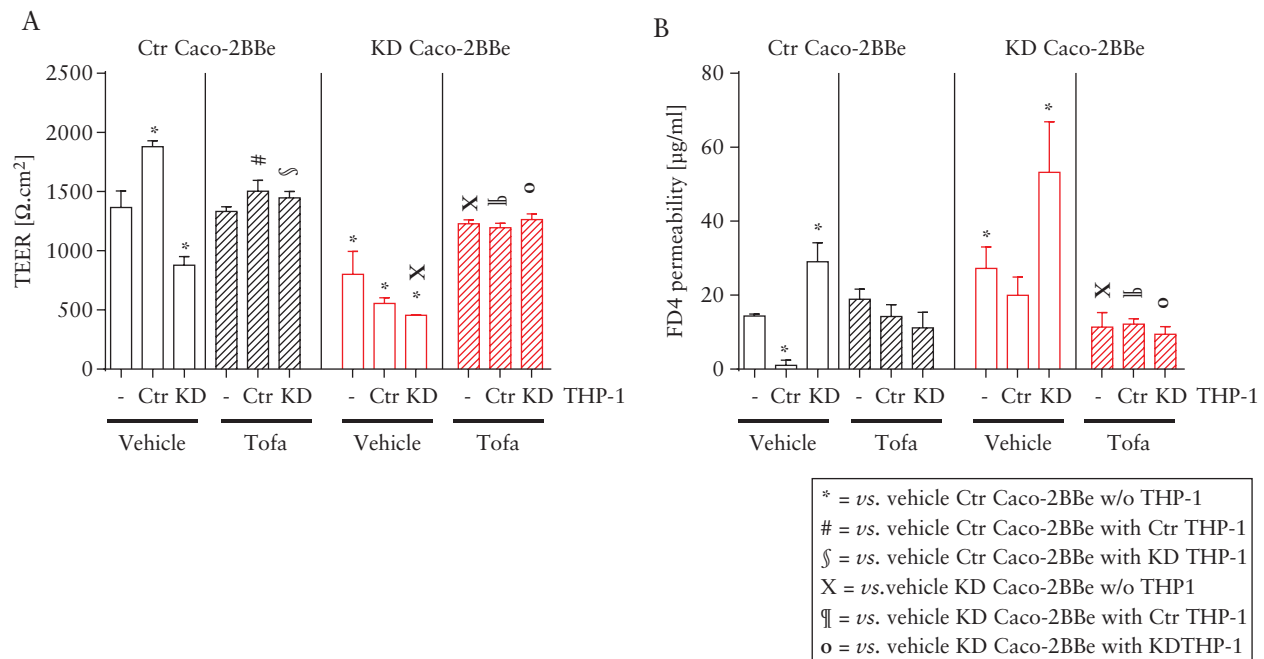 A
Ctr Caco-2BBe KD Caco-2BBe
2500
2000
1500
1000
500
0
TEER [Ω.cm²]
*
*
#
§
*
*
* X
X
¶
o
- Ctr KD - Ctr KD - Ctr KD - Ctr KD THP-1
Vehicle Tofa Vehicle Tofa
B
Ctr Caco-2BBe KD Caco-2BBe
80
60
40
20
0
FD4 permeability [µg/ml]
*
*
*
*
X
¶
o
- Ctr KD - Ctr KD - Ctr KD - Ctr KD THP-1
Vehicle Tofa Vehicle Tofa
* = vs. vehicle Ctr Caco-2BBe w/o THP-1
# = vs. vehicle Ctr Caco-2BBe with Ctr THP-1
§ = vs. vehicle Ctr Caco-2BBe with KD THP-1
X = vs.vehicle KD Caco-2BBe w/o THP1
¶ = vs. vehicle KD Caco-2BBe with Ctr THP-1
o = vs. vehicle KD Caco-2BBe with KDTHP-1